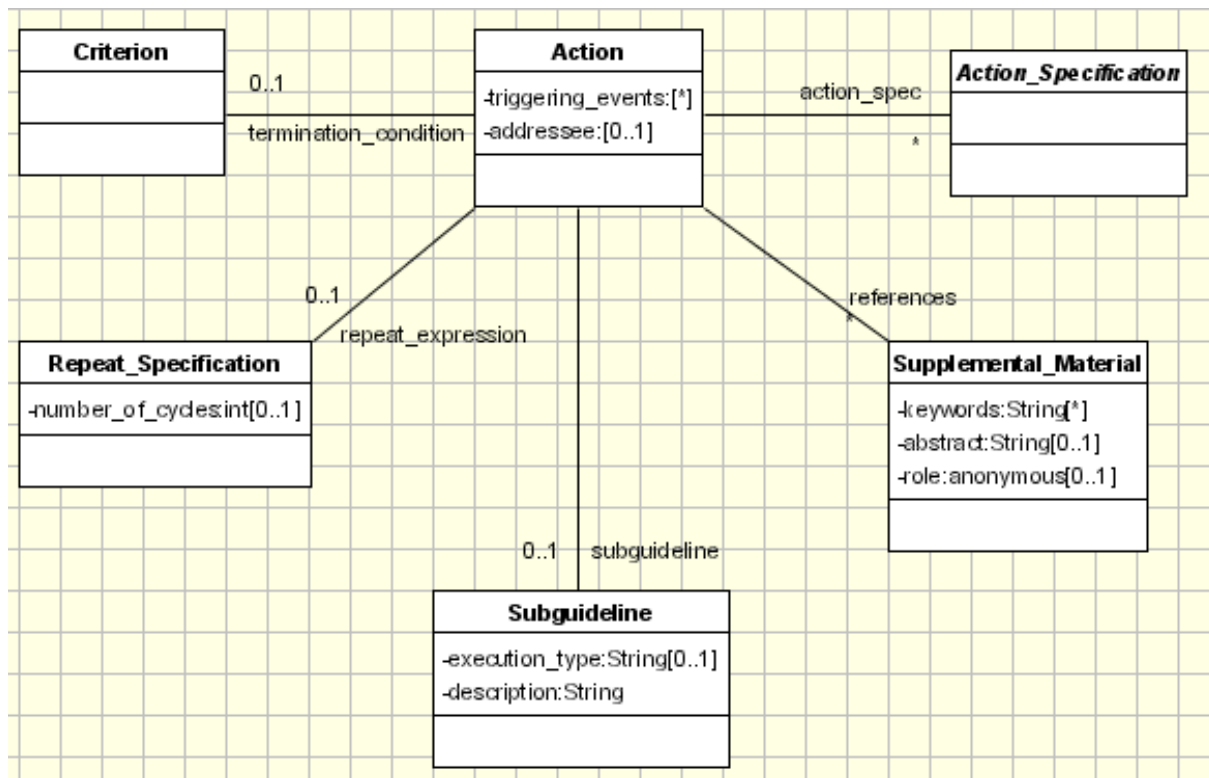 Criterion
0..1
termination_condition
Action
-triggering_events:[*]
-addressee:[0..1]
action_spec
*
Action_Specification
0..1
repeat_expression
references
*
Repeat_Specification
-number_of_cycles:int[0..1]
Supplemental_Material
-keywords:String[*]
-abstract:String[0..1]
-role:anonymous[0..1]
0..1
subguideline
Subguideline
-execution_type:String[0..1]
-description:String